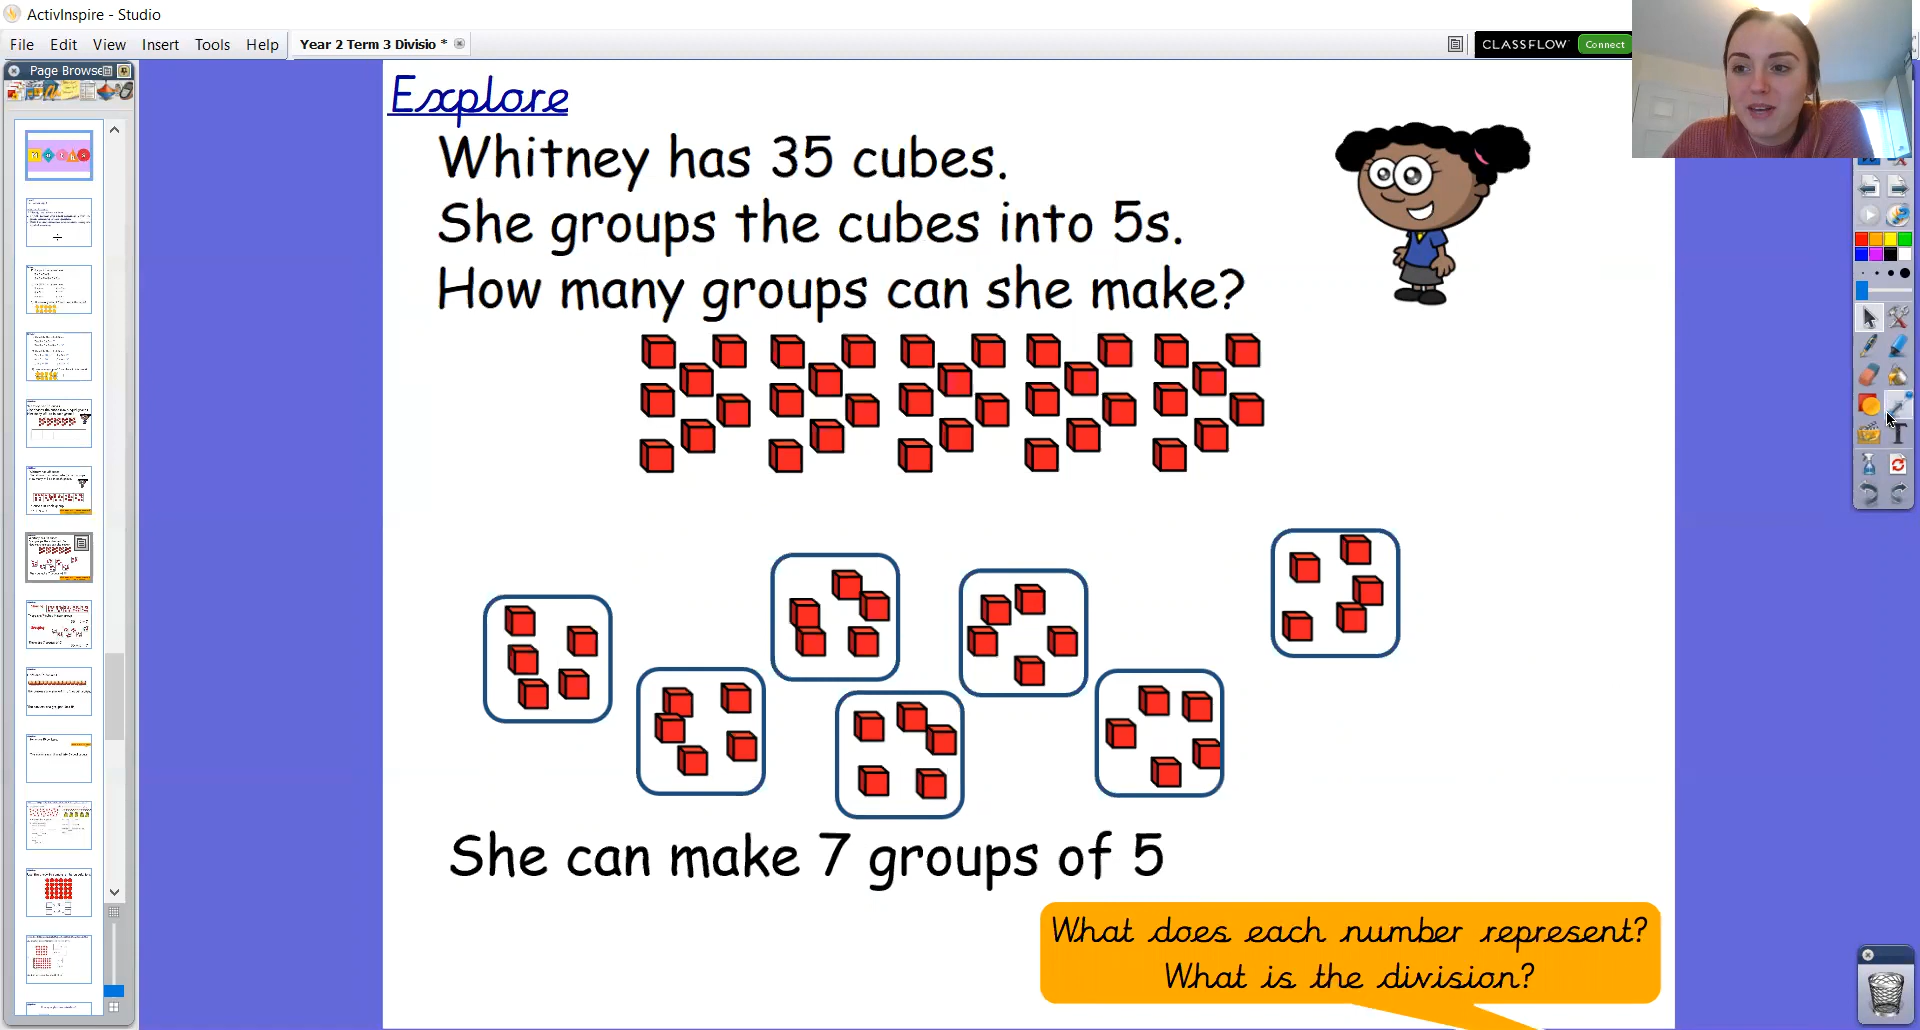 ActivInspire - Studio
File Edit View Insert Tools Help
Year 2 Term 3 Divisio *
CLASSFLOW Connect
Page Browse
Explore
Whitney has 35 cubes.
She groups the cubes into 5s.
How many groups can she make?
She can make 7 groups of 5
What does each number represent?
What is the division?